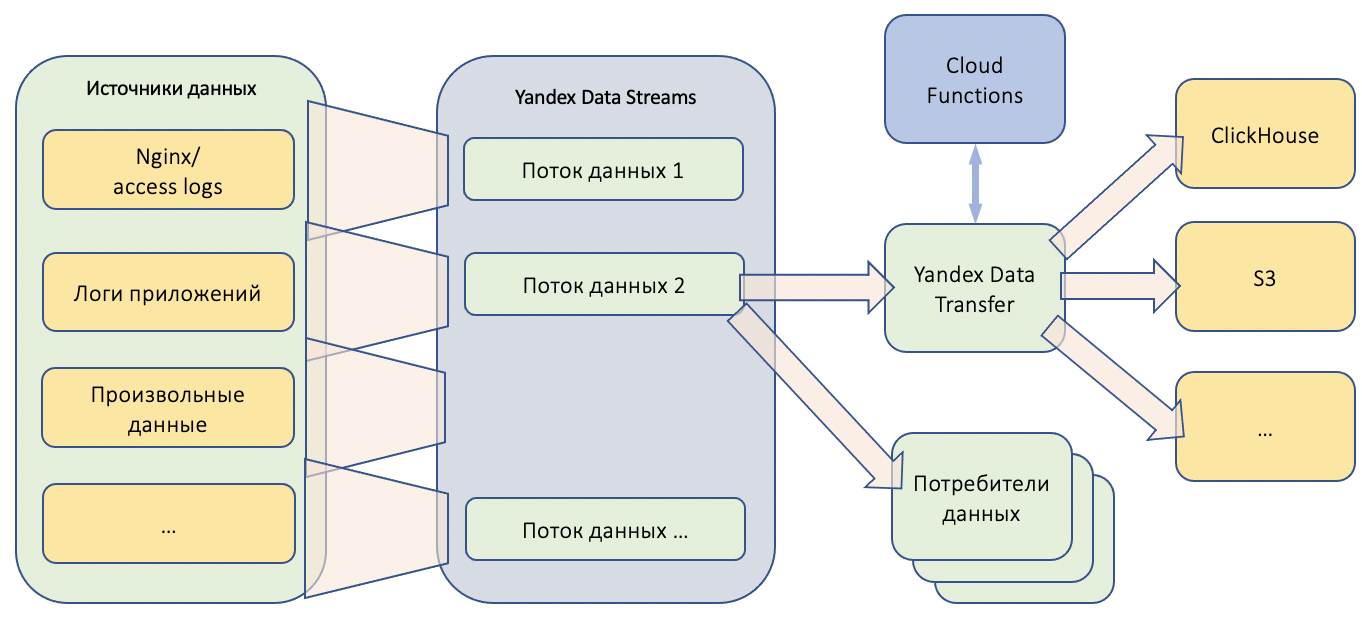 Источники данных
Nginx/
access logs
Логи приложений
Произвольные
данные
...
Yandex Data Streams
Поток данных 1
Поток данных 2
Поток данных ...
Cloud
Functions
Yandex Data
Transfer
Потребители
данных
ClickHouse
S3
...